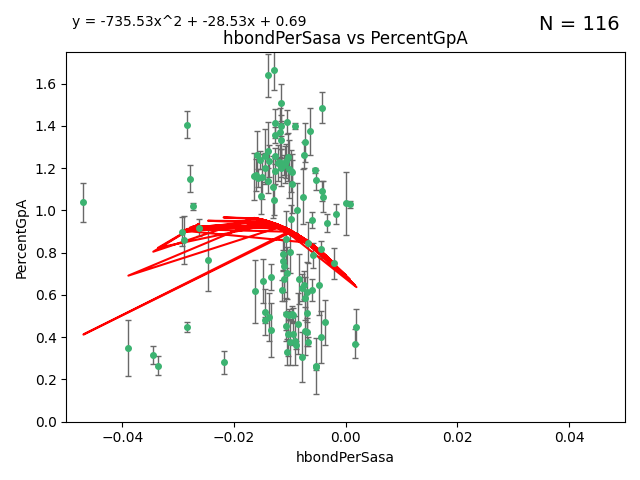 y = -735.53x^2 + -28.53x + 0.69
N = 116
hbondPerSasa vs PercentGpA
PercentGpA
1.6
1.4
1.2
1.0
0.8
0.6
0.4
0.2
0.0
−0.04 −0.02 0.00 0.02 0.04
hbondPerSasa